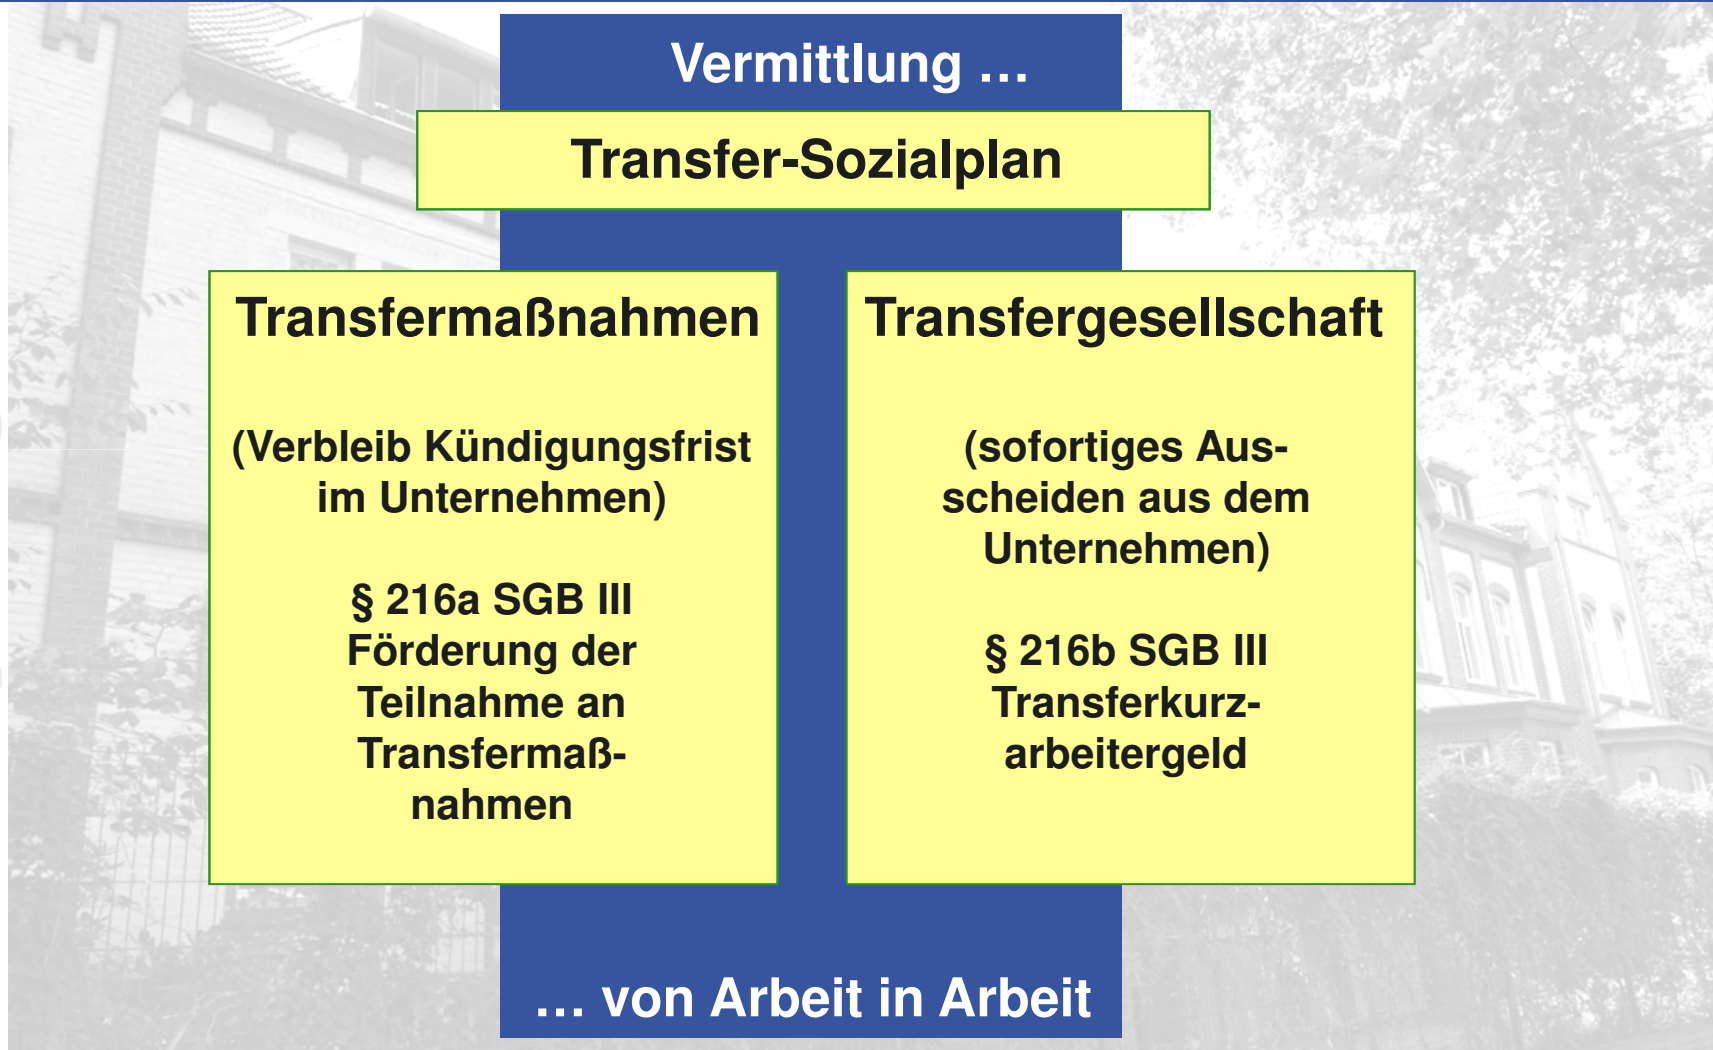 Vermittlung …
Transfer-Sozialplan
Transfermaßnahmen
(Verbleib Kündigungsfrist
im Unternehmen)
§ 216a SGB III
Förderung der
Teilnahme an
Transfermaß-
nahmen
Transfergesellschaft
(sofortiges Aus-
scheiden aus dem
Unternehmen)
§ 216b SGB III
Transferkurz-
arbeitergeld
… von Arbeit in Arbeit